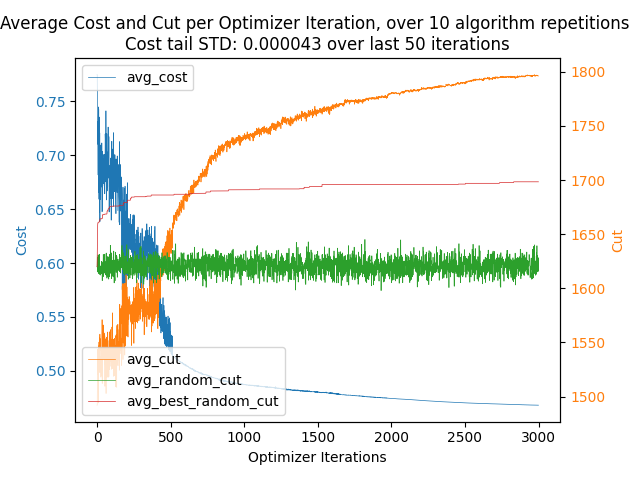 Average Cost and Cut per Optimizer Iteration, over 10 algorithm repetitions
Cost tail STD: 0.000043 over last 50 iterations
avg_cost
0.75
0.70
0.65
0.60
0.55
0.50
Cost
1800
1750
1700
1650
1600
1550
1500
Cut
avg_cut
avg_random_cut
avg_best_random_cut
0
500
1000
1500
2000
2500
3000
Optimizer Iterations